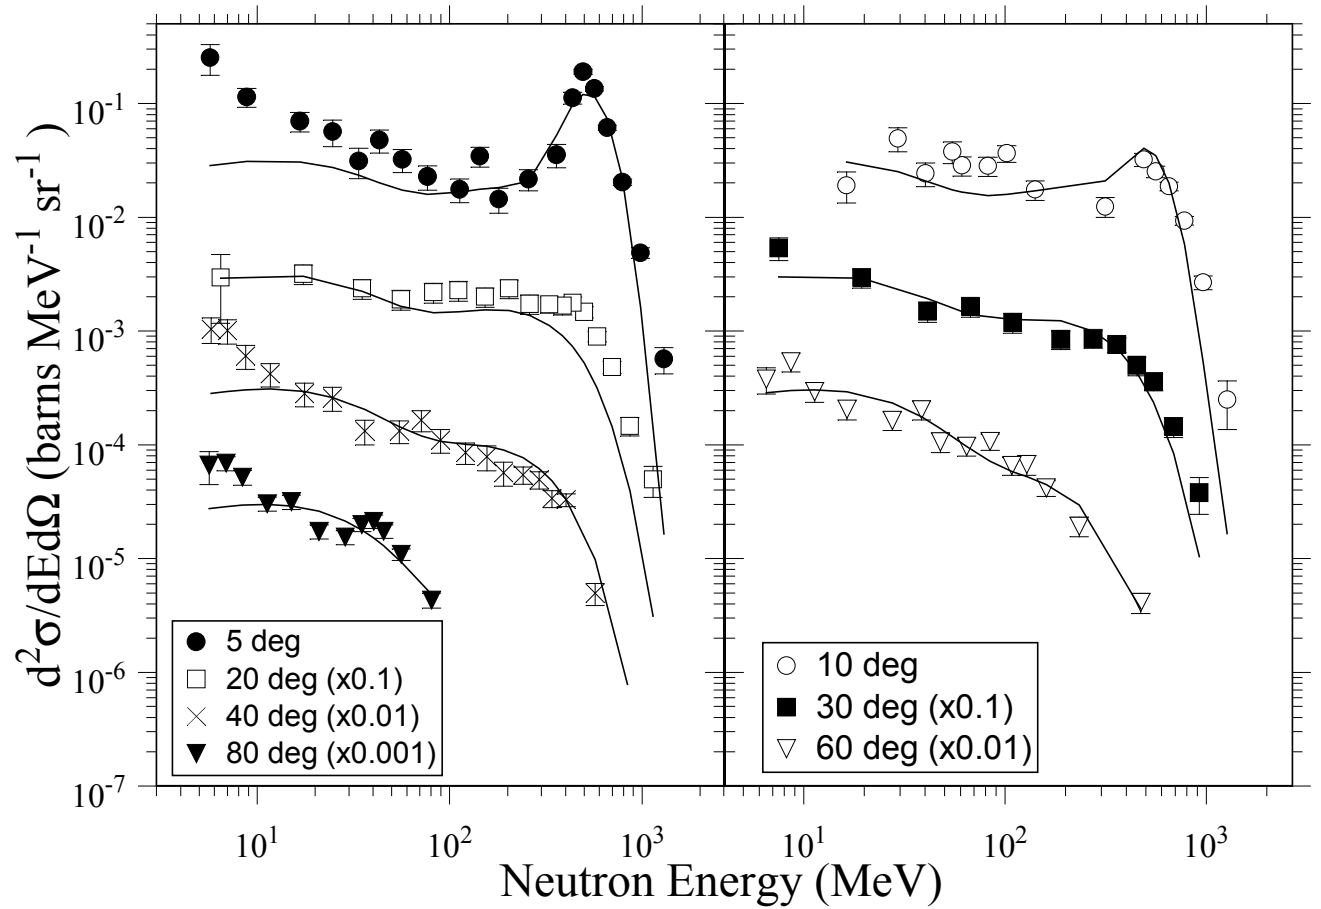 d²σ/dEdΩ (barns MeV⁻¹ sr⁻¹)
10⁻¹
10⁻²
10⁻³
10⁻⁴
10⁻⁵
10⁻⁶
10⁻⁷
5 deg
20 deg (x0.1)
40 deg (x0.01)
80 deg (x0.001)
10 deg
30 deg (x0.1)
60 deg (x0.01)
10¹ 10² 10³ 10¹ 10² 10³
Neutron Energy (MeV)